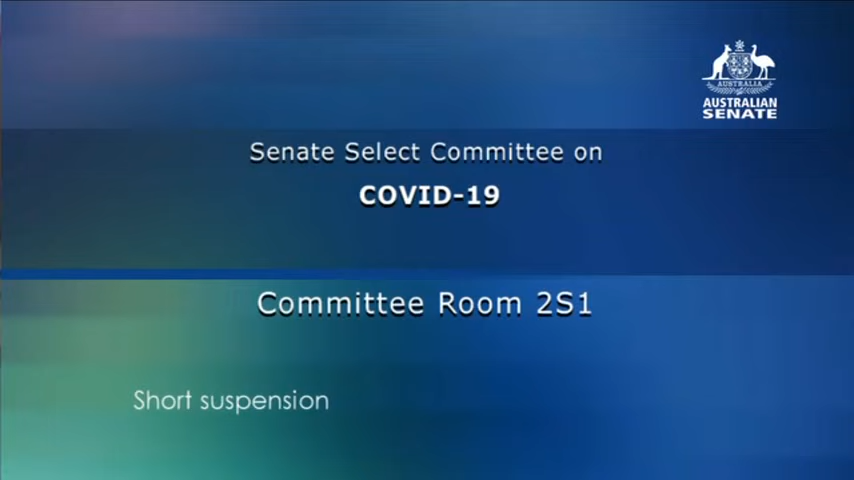 AUSTRALIA
AUSTRALIAN
SENATE
Senate Select Committee on
COVID-19
Committee Room 2S1
Short suspension